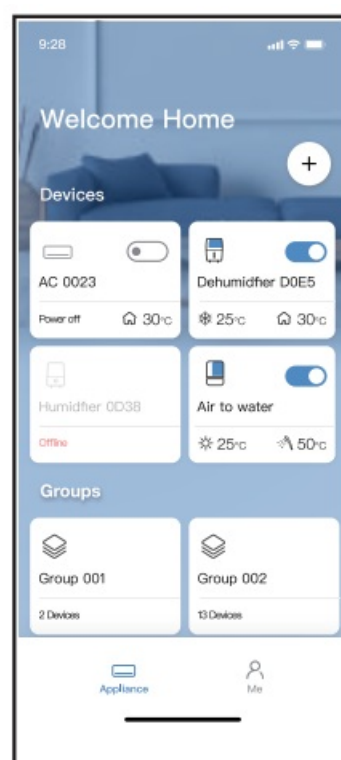 9:28
Welcome Home
+
Devices
AC 0023
Power off 30°C
Dehumidfier D0E5
25°C 30°C
Humidfier 0D38
Offline
Air to water
25°C 50°C
Groups
Group 001
2 Devices
Group 002
13 Devices
Appliance
Me